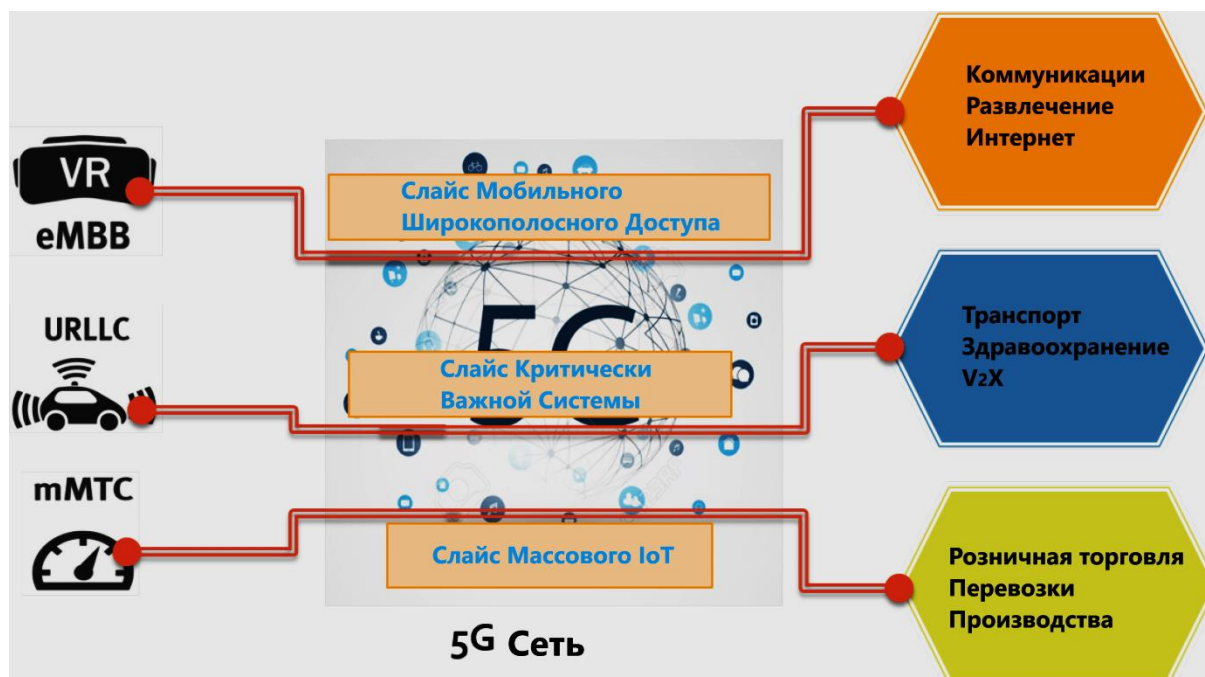 VR
eMBB
Слайс Мобильного
Широкополосного Доступа
Коммуникации
Развлечение
Интернет
URLLC
5G
Слайс Критически
Важной Системы
Транспорт
Здравоохранение
V2X
mMTC
Слайс Массового IoT
Розничная торговля
Перевозки
Производства
5G Сеть